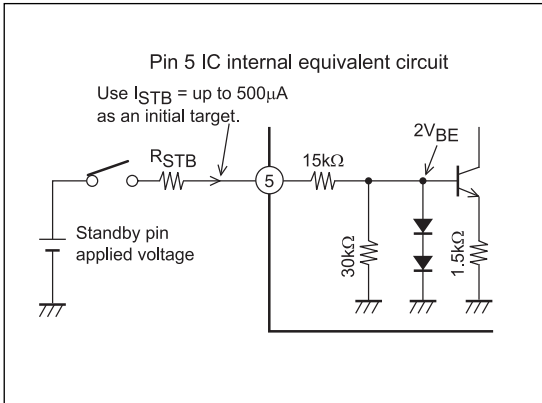 Pin 5 IC internal equivalent circuit
Use ISTB = up to 500μA
as an initial target.
RSTB
5
15kΩ
2VBE
Standby pin
applied voltage
30kΩ
1.5kΩ